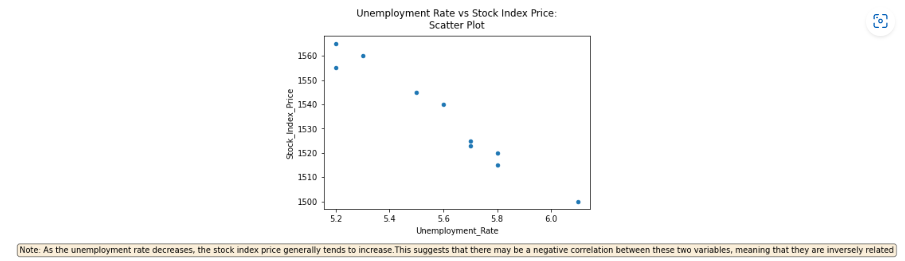 Unemployment Rate vs Stock Index Price:
Scatter Plot
1560
1550
1540
1530
1520
1510
1500
Stock_Index_Price
5.2 5.4 5.6 5.8 6.0
Unemployment_Rate
Note: As the unemployment rate decreases, the stock index price generally tends to increase.This suggests that there may be a negative correlation between these two variables, meaning that they are inversely related